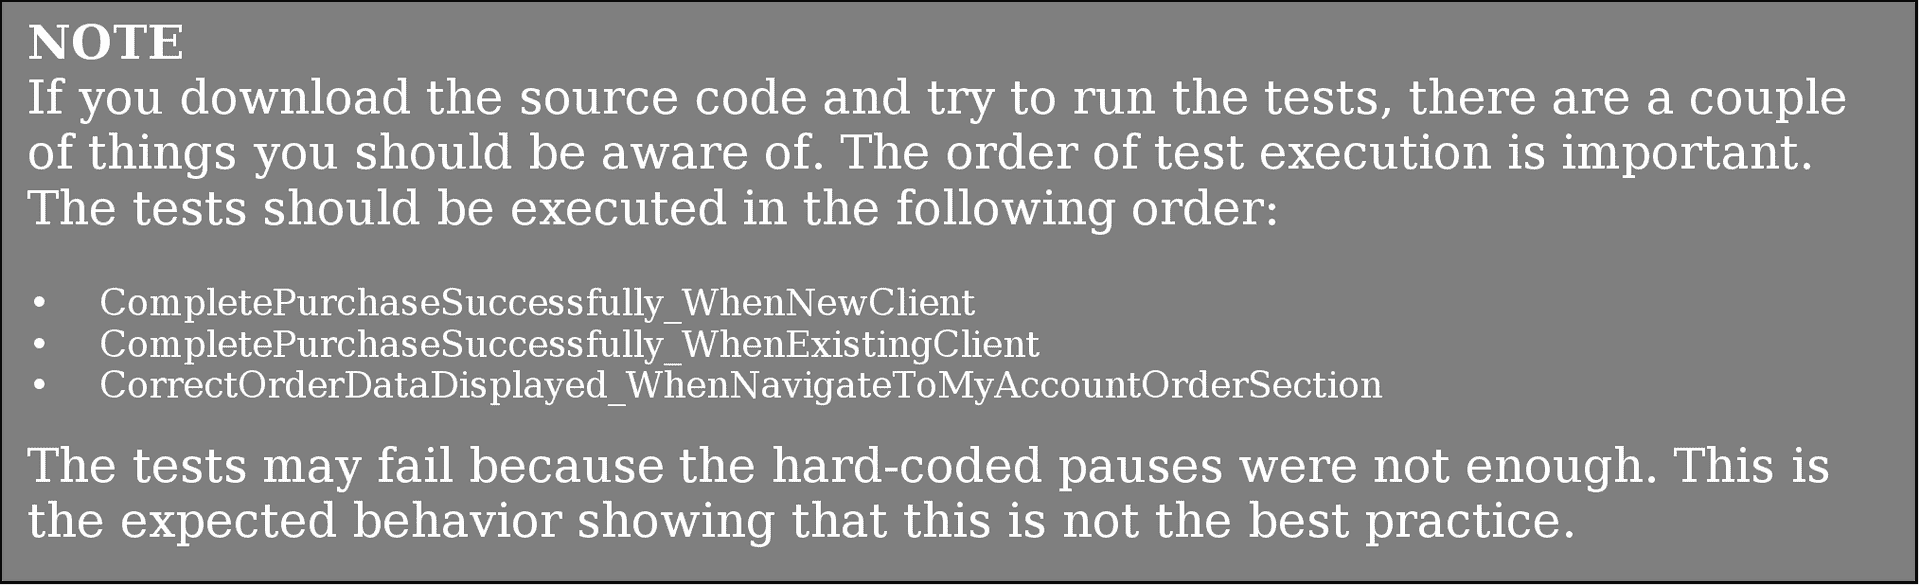 NOTE
If you download the source code and try to run the tests, there are a couple
of things you should be aware of. The order of test execution is important.
The tests should be executed in the following order:
• CompletePurchaseSuccessfully_WhenNewClient
• CompletePurchaseSuccessfully_WhenExistingClient
• CorrectOrderDataDisplayed_WhenNavigateToMyAccountOrderSection
The tests may fail because the hard-coded pauses were not enough. This is
the expected behavior showing that this is not the best practice.